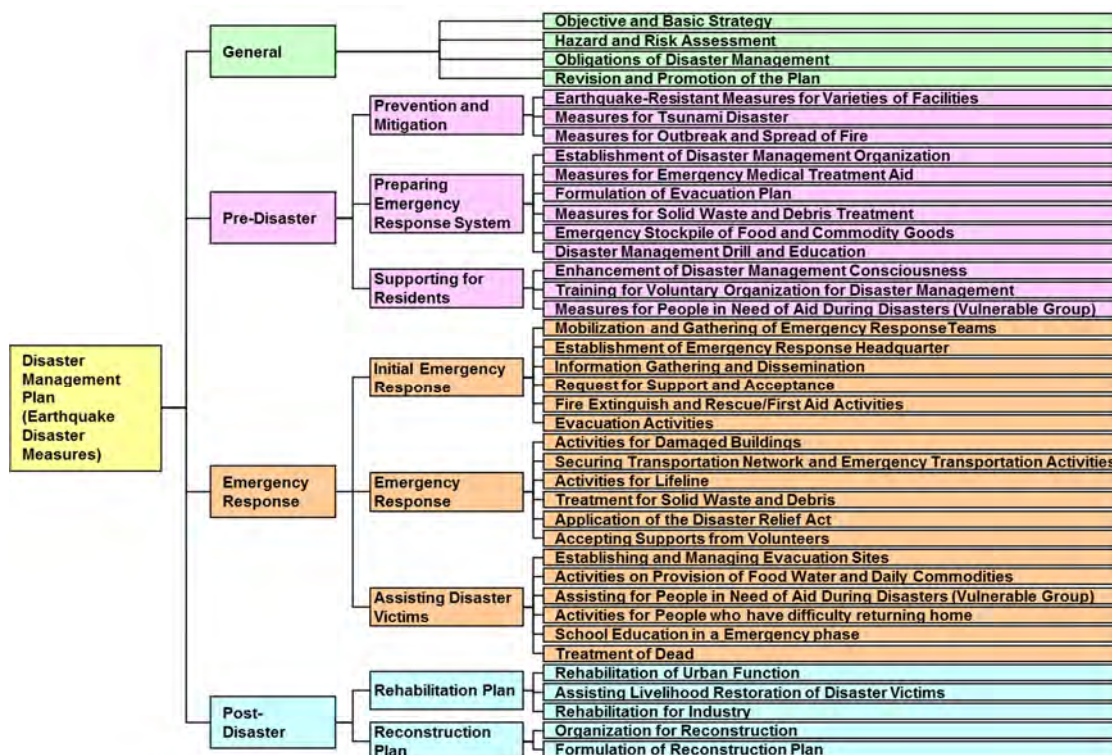 Disaster
Management
Plan
(Earthquake
Disaster
Measures)
General
Objective and Basic Strategy
Hazard and Risk Assessment
Obligations of Disaster Management
Revision and Promotion of the Plan
Pre-Disaster
Prevention and
Mitigation
Earthquake-Resistant Measures for Varieties of Facilities
Measures for Tsunami Disaster
Measures for Outbreak and Spread of Fire
Preparing
Emergency
Response System
Establishment of Disaster Management Organization
Measures for Emergency Medical Treatment Aid
Formulation of Evacuation Plan
Measures for Solid Waste and Debris Treatment
Emergency Stockpile of Food and Commodity Goods
Disaster Management Drill and Education
Supporting for
Residents
Enhancement of Disaster Management Consciousness
Training for Voluntary Organization for Disaster Management
Measures for People in Need of Aid During Disasters (Vulnerable Group)
Emergency
Response
Initial Emergency
Response
Mobilization and Gathering of Emergency Response Teams
Establishment of Emergency Response Headquarter
Information Gathering and Dissemination
Request for Support and Acceptance
Fire Extinguish and Rescue/First Aid Activities
Evacuation Activities
Emergency
Response
Activities for Damaged Buildings
Securing Transportation Network and Emergency Transportation Activities
Activities for Lifeline
Treatment for Solid Waste and Debris
Application of the Disaster Relief Act
Accepting Supports from Volunteers
Assisting Disaster
Victims
Establishing and Managing Evacuation Sites
Activities on Provision of Food Water and Daily Commodities
Assisting for People in Need of Aid During Disasters (Vulnerable Group)
Activities for People who have difficulty returning home
School Education in a Emergency phase
Treatment of Dead
Post-
Disaster
Rehabilitation Plan
Rehabilitation of Urban Function
Assisting Livelihood Restoration of Disaster Victims
Rehabilitation for Industry
Reconstruction
Plan
Organization for Reconstruction
Formulation of Reconstruction Plan